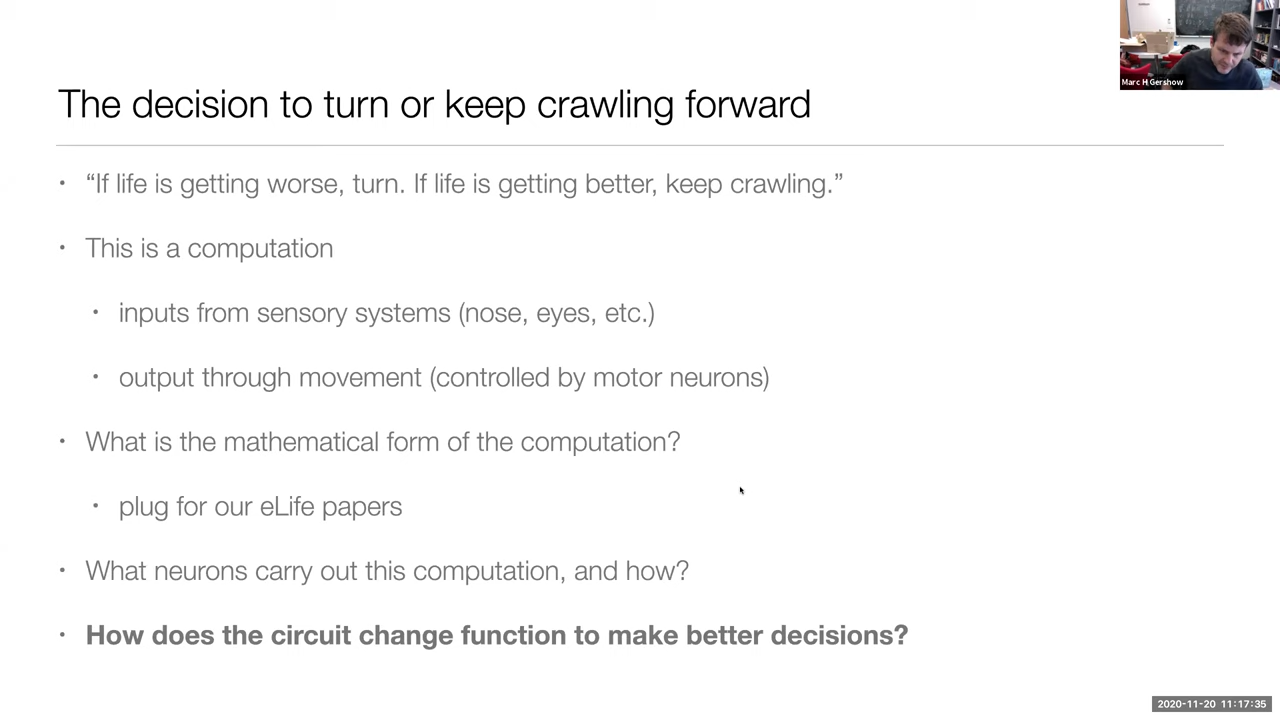 Marc H Gershow
The decision to turn or keep crawling forward
• “If life is getting worse, turn. If life is getting better, keep crawling.”
• This is a computation
• inputs from sensory systems (nose, eyes, etc.)
• output through movement (controlled by motor neurons)
• What is the mathematical form of the computation?
• plug for our eLife papers
• What neurons carry out this computation, and how?
• How does the circuit change function to make better decisions?
2020-11-20 11:17:35